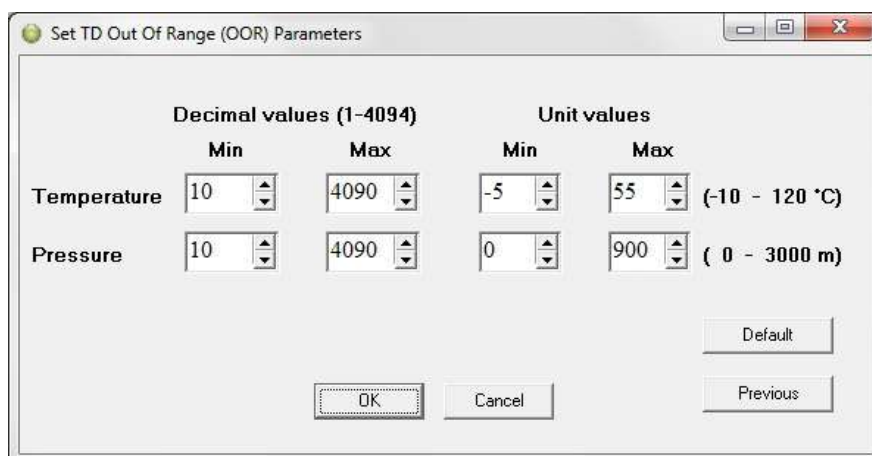 Set TD Out Of Range (OOR) Parameters
Decimal values (1-4094) Unit values
Min Max Min Max
Temperature 10 4090 -5 55 (-10 - 120 °C)
Pressure 10 4090 0 900 ( 0 - 3000 m)
Default
OK Cancel Previous